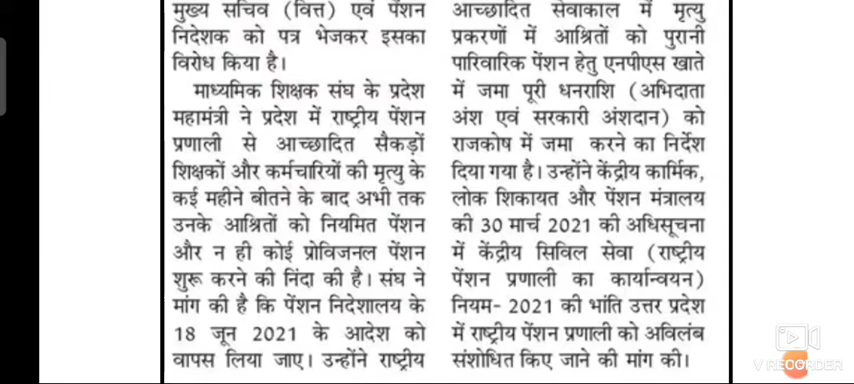 मुख्य सचिव (वित्त) एवं पेंशन
निदेशक को पत्र भेजकर इसका
विरोध किया है।
माध्यमिक शिक्षक संघ के प्रदेश
महामंत्री ने प्रदेश में राष्ट्रीय पेंशन
प्रणाली से आच्छादित सैकड़ों
शिक्षकों और कर्मचारियों की मृत्यु के
कई महीने बीतने के बाद अभी तक
उनके आश्रितों को नियमित पेंशन
और न ही कोई प्रोविजनल पेंशन
शुरू करने की निंदा की है। संघ ने
मांग की है कि पेंशन निदेशालय के
18 जून 2021 के आदेश को
वापस लिया जाए। उन्होंने राष्ट्रीय
आच्छादित सेवाकाल में मृत्यु
प्रकरणों में आश्रितों को पुरानी
पारिवारिक पेंशन हेतु एनपीएस खाते
में जमा पूरी धनराशि (अभिदाता
अंश एवं सरकारी अंशदान) को
राजकोष में जमा करने का निर्देश
दिया गया है। उन्होंने केंद्रीय कार्मिक,
लोक शिकायत और पेंशन मंत्रालय
की 30 मार्च 2021 की अधिसूचना
में केंद्रीय सिविल सेवा (राष्ट्रीय
पेंशन प्रणाली का कार्यान्वयन)
नियम- 2021 की भांति उत्तर प्रदेश
में राष्ट्रीय पेंशन प्रणाली को अविलंब
संशोधित किए जाने की मांग की।
V RECORDER